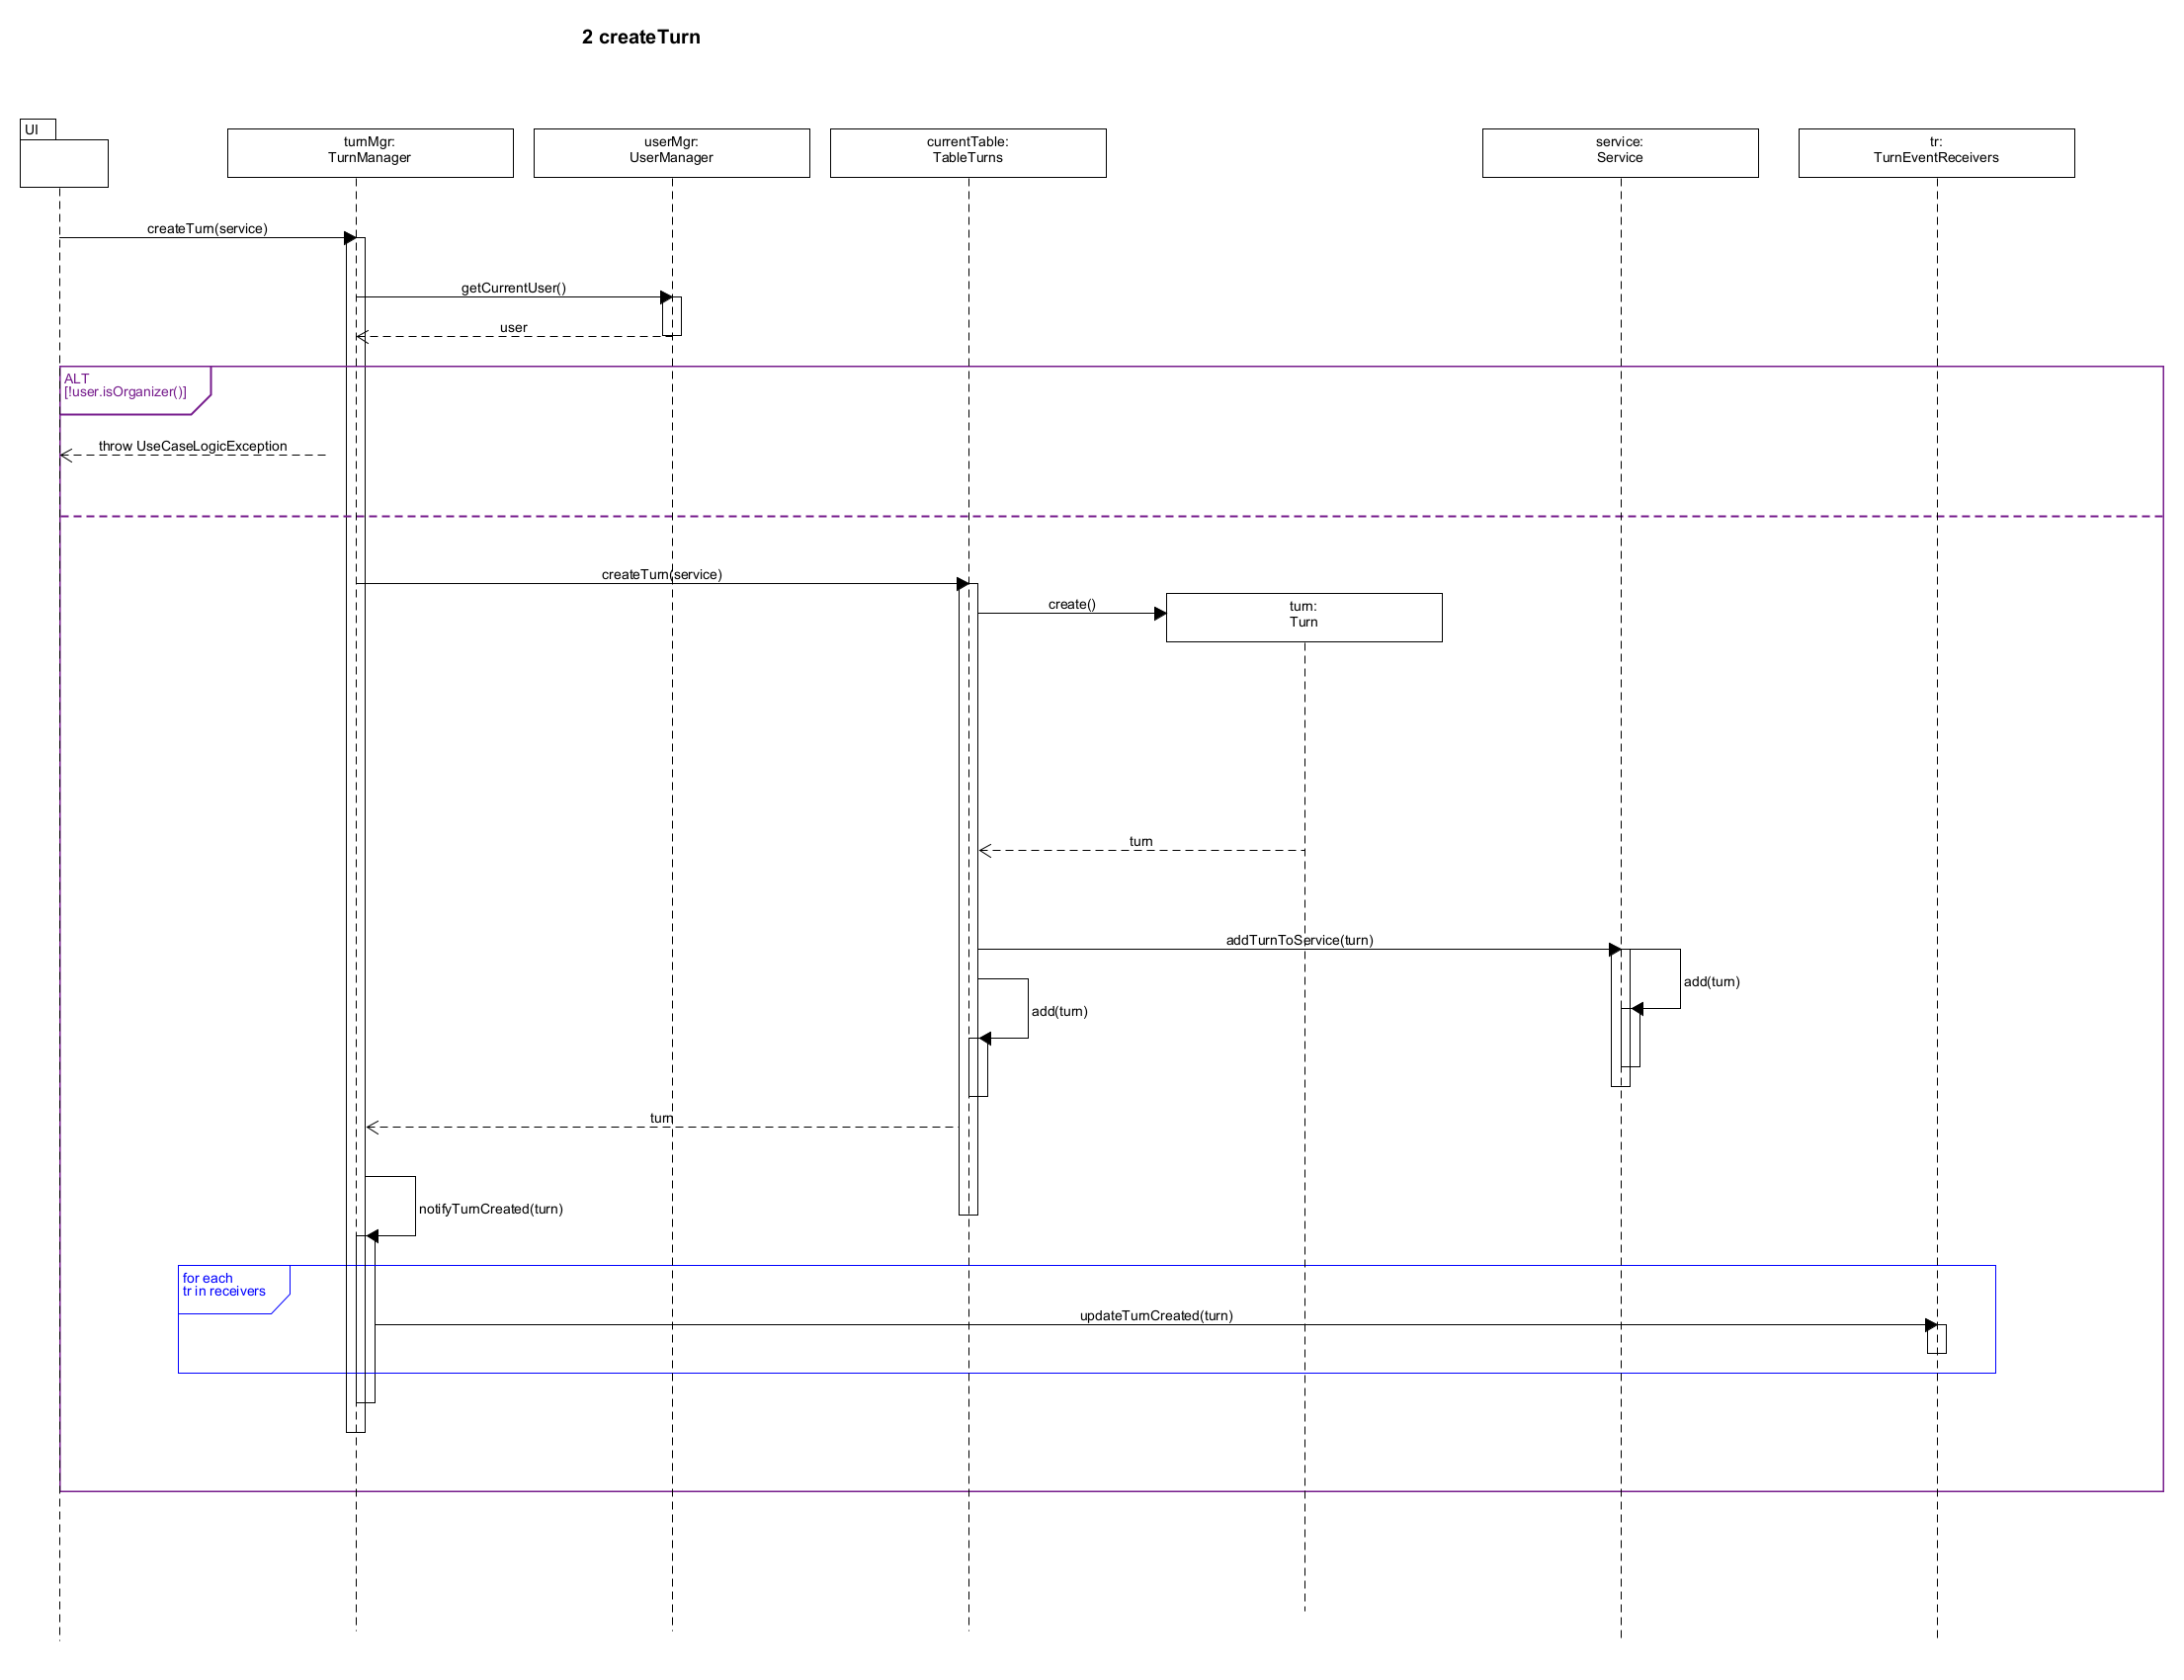 2 createTurn
UI
turnMgr:
TurnManager
userMgr:
UserManager
currentTable:
TableTurns
service:
Service
tr:
TurnEventReceivers
createTurn(service)
getCurrentUser()
user
ALT
[!user.isOrganizer()]
throw UseCaseLogicException
createTurn(service)
create()
turn:
Turn
turn
addTurnToService(turn)
add(turn)
add(turn)
turn
notifyTurnCreated(turn)
for each
tr in receivers
updateTurnCreated(turn)